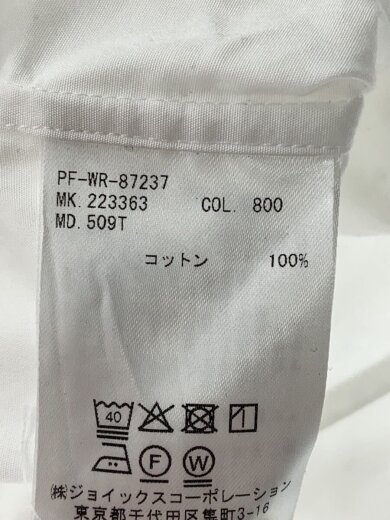 PF-WR-87237
MK.223363 COL. 800
MD.509T
コットン 100%
40
F W
㈱ジョイックスコーポレーション
東京都千代田区隼町3-16